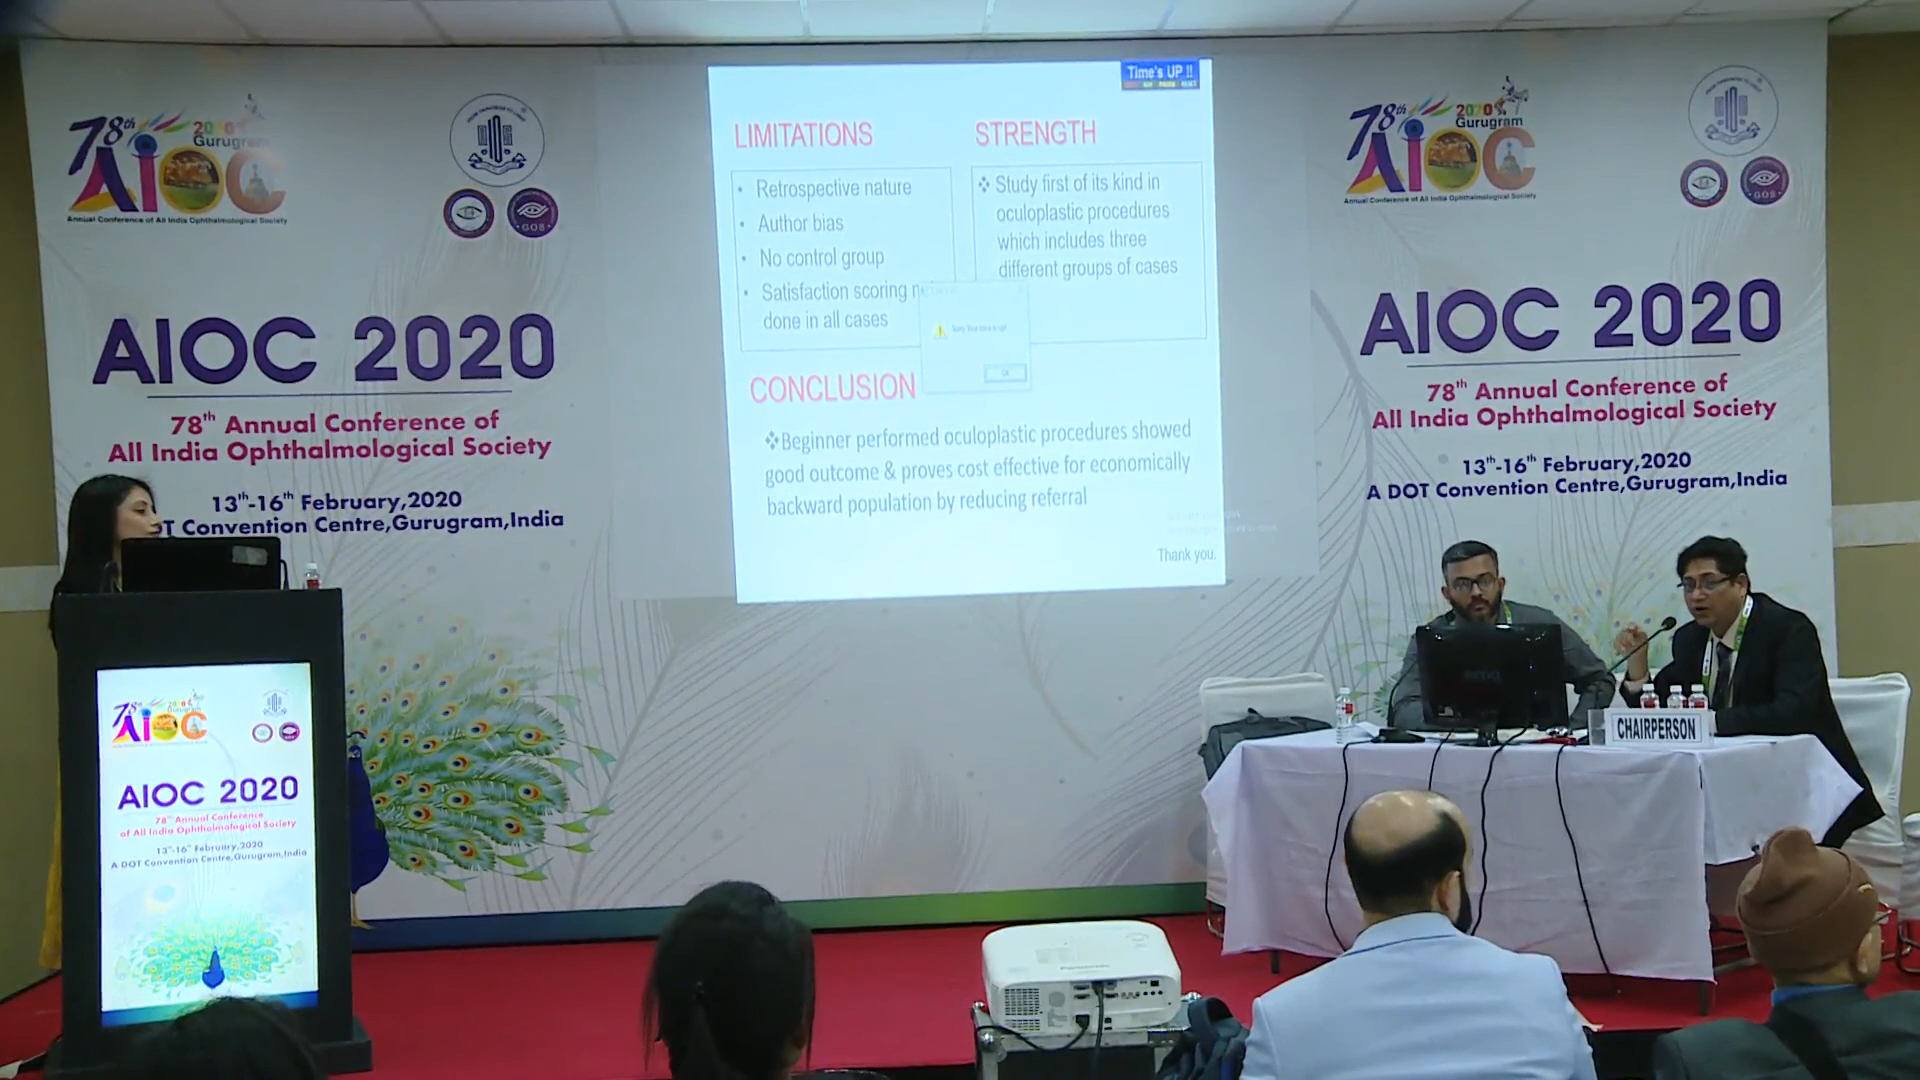 78th
2020
Gurugram
AIOC
Annual Conference of All India Ophthalmological Society
GOS
AIOC 2020
78th Annual Conference of
All India Ophthalmological Society
13th-16th February,2020
T Convention Centre,Gurugram,India
Time's UP !!
LIMITATIONS
• Retrospective nature
• Author bias
• No control group
• Satisfaction scoring
done in all cases
STRENGTH
❖ Study first of its kind in
oculoplastic procedures
which includes three
different groups of cases
CONCLUSION
❖Beginner performed oculoplastic procedures showed
good outcome & proves cost effective for economically
backward population by reducing referral
Thank you.
78th
2020
Gurugram
AIOC
Annual Conference of All India Ophthalmological Society
GOS
AIOC 2020
78th Annual Conference of
All India Ophthalmological Society
13th-16th February,2020
A DOT Convention Centre,Gurugram,India
CHAIRPERSON
78th
2020
Gurugram
AIOC
AIOC 2020
78th Annual Conference
of All India Ophthalmological Society
13th-16th February,2020
A DOT Convention Centre,Gurugram,India